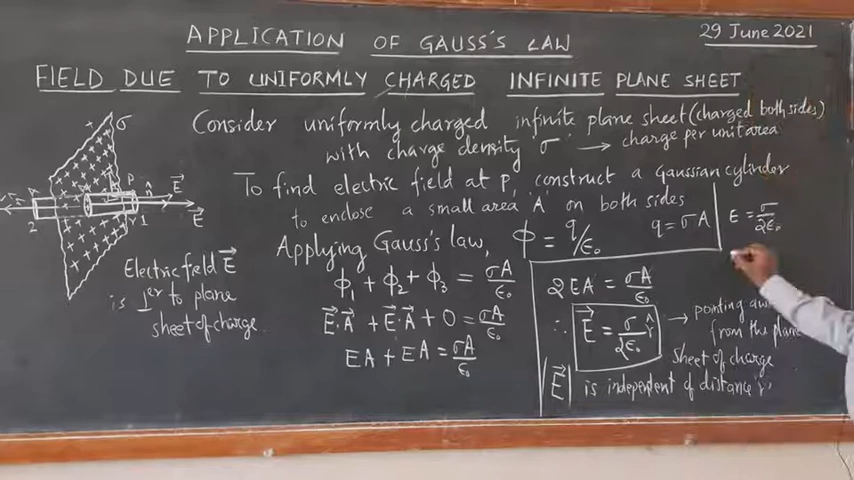 29 June 2021
APPLICATION OF GAUSS'S LAW
FIELD DUE TO UNIFORMLY CHARGED INFINITE PLANE SHEET
Consider uniformly charged infinite plane sheet (charged both sides)
with charge density 'σ' → charge per unit area
To find electric field at P, construct a Gaussian cylinder
to enclose a small area 'A' on both sides
Applying Gauss's law, ϕ = q/ε₀ q = σA
E = σ/2ε₀
σ
P
n̂
E⃗
E⃗
2
1
Electric field E⃗
is ⊥er to plane
sheet of charge.
ϕ₁ + ϕ₂ + ϕ₃ = σA/ε₀
E⃗·A⃗ + E⃗·A⃗ + 0 = σA/ε₀
EA + EA = σA/ε₀
2EA = σA/ε₀
∴ E⃗ = σ/2ε₀ r̂ → pointing
from the plane
sheet of charge
|E⃗| is independent of distance 'r'